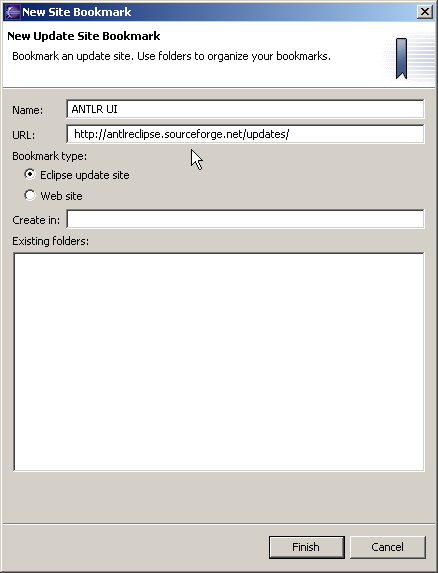 New Site Bookmark
New Update Site Bookmark
Bookmark an update site. Use folders to organize your bookmarks.
Name: ANTLR UI
URL: http://antlreclipse.sourceforge.net/updates/
Bookmark type:
Eclipse update site
Web site
Create in:
Existing folders:
Finish Cancel